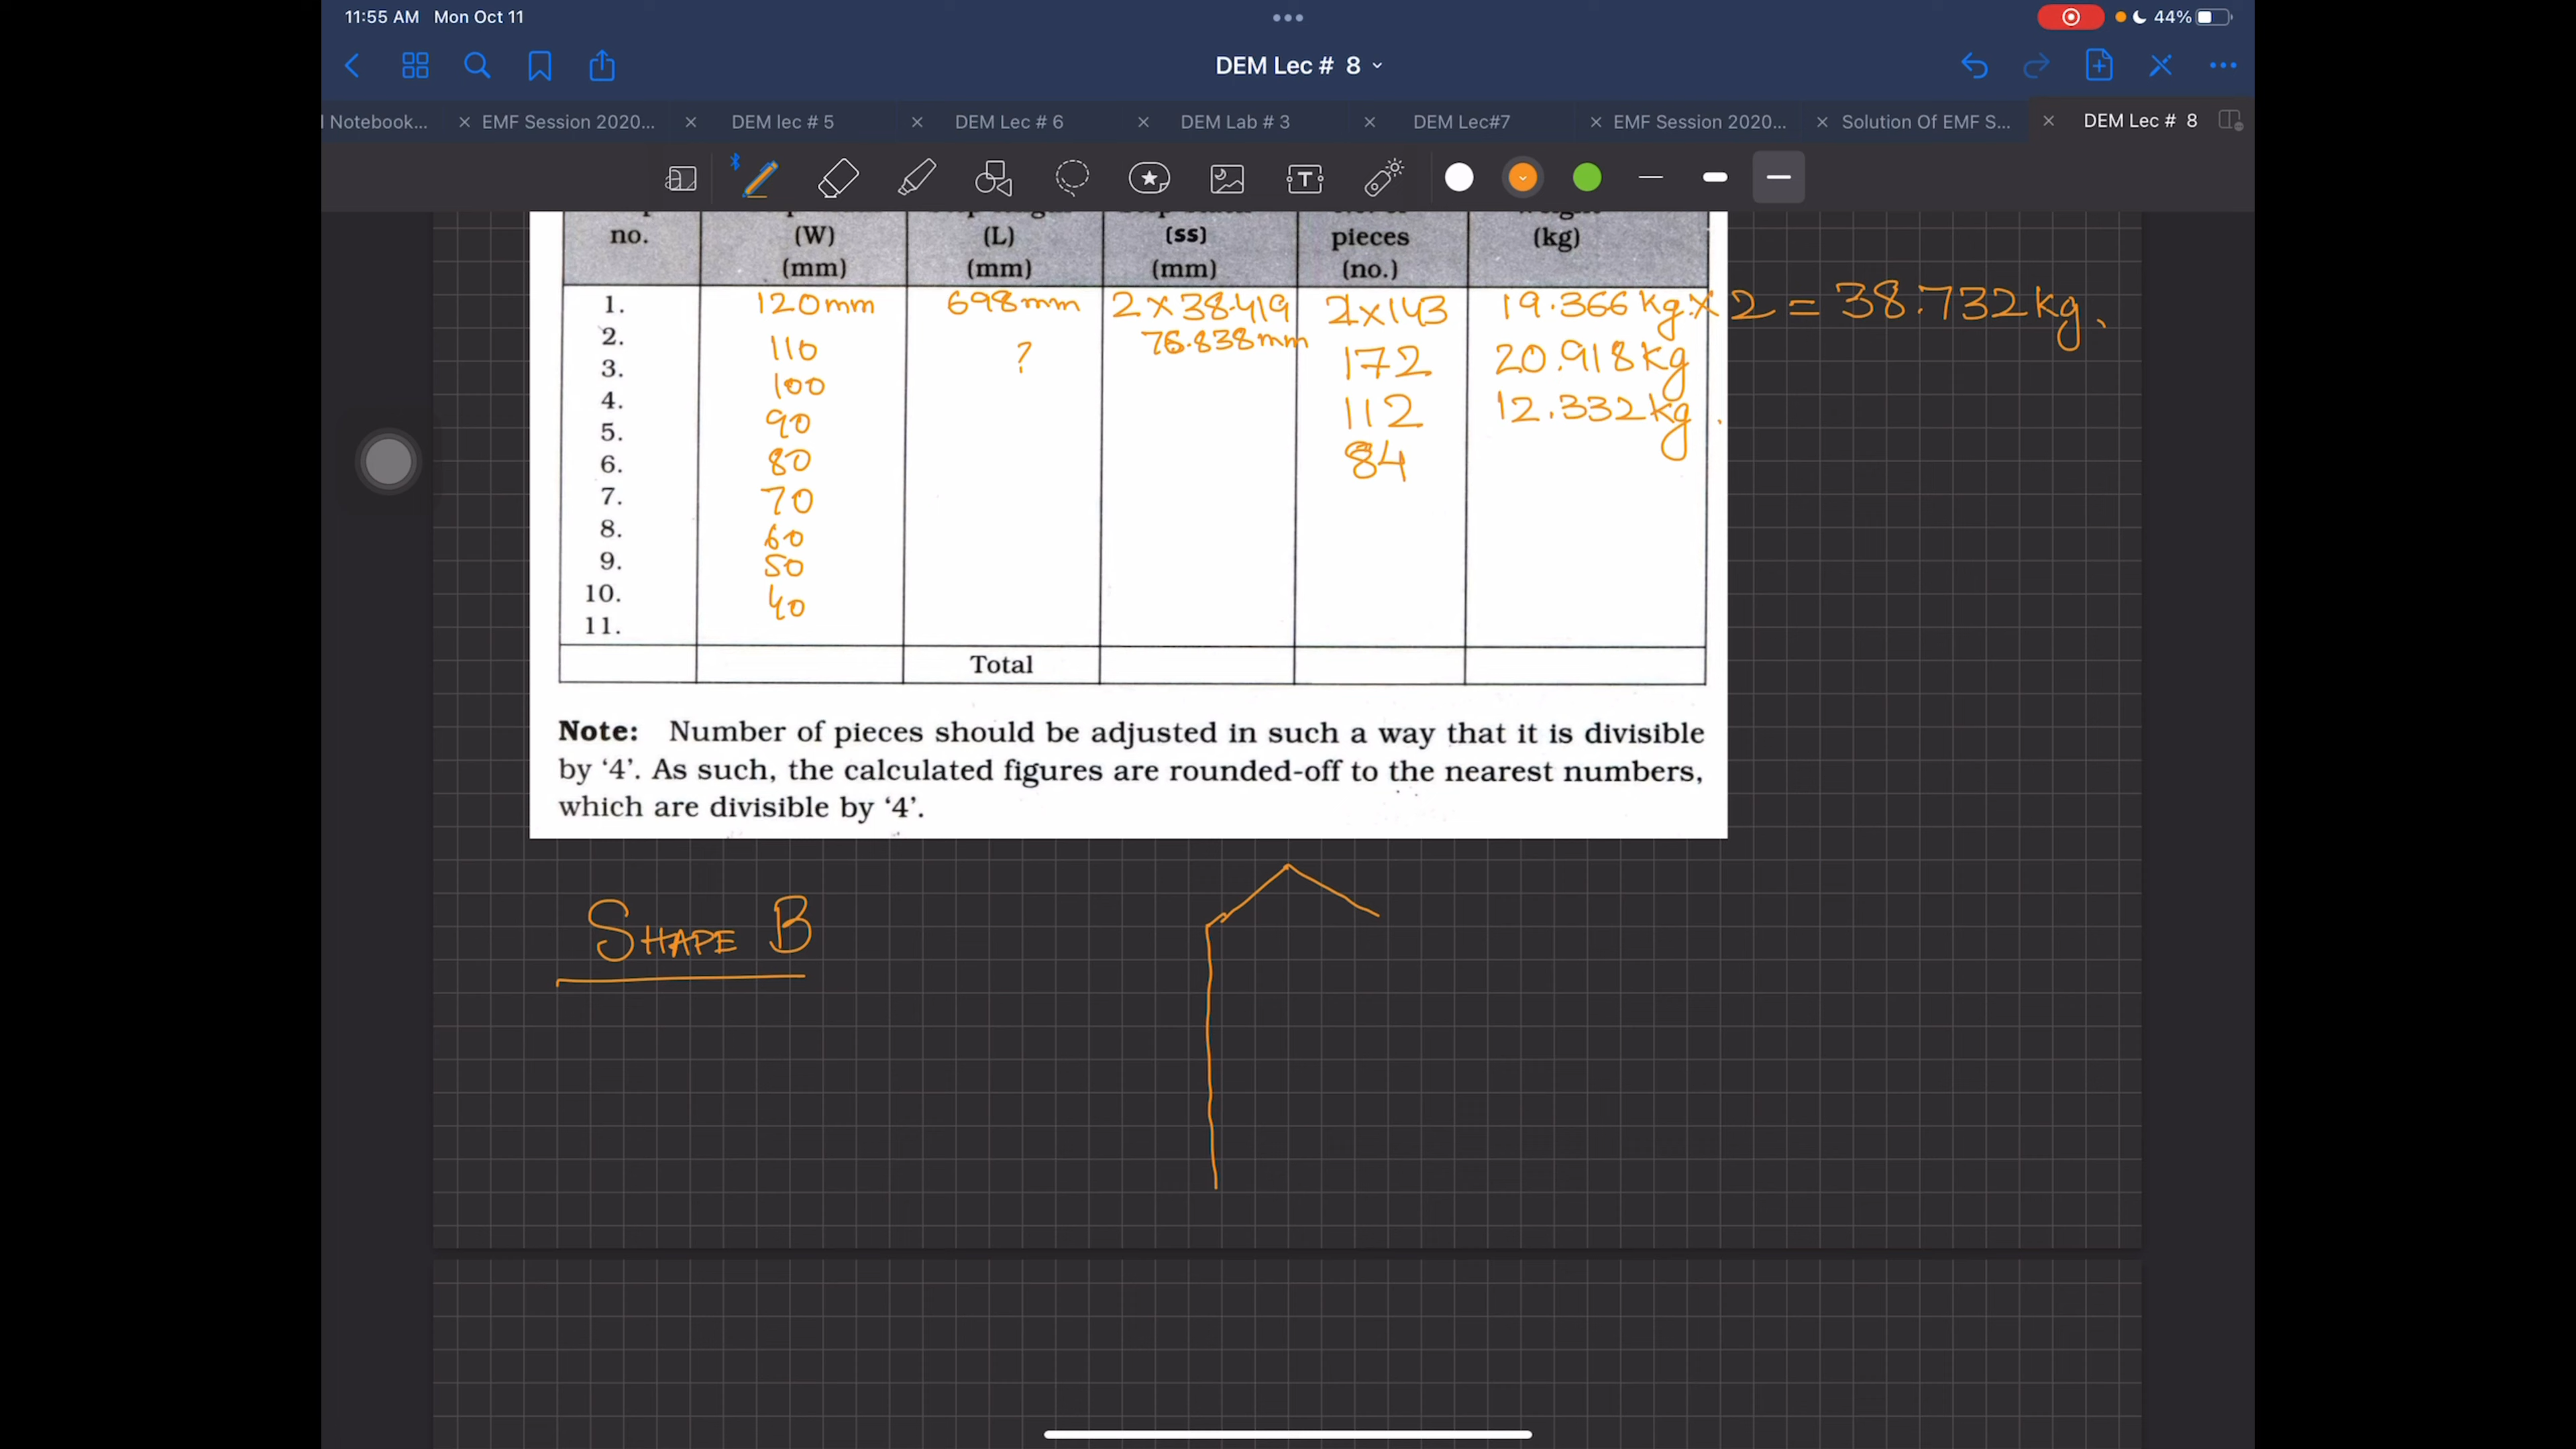 11:55 AM Mon Oct 11
44%
DEM Lec # 8
l Notebook... EMF Session 2020... DEM lec # 5 DEM Lec # 6 DEM Lab # 3 DEM Lec#7 EMF Session 2020... Solution Of EMF S... DEM Lec # 8
no. (W) (L) (ss) pieces (kg)
(mm) (mm) (mm) (no.)
1. 120mm 698mm 2 × 38.419 2×143 19.366 kg × 2 = 38.732 kg.
2. 110 ? 76.838mm 172 20.918 kg
3. 100
4. 90 112 12.332 kg.
5. 80 84
6. 70
7. 60
8. 50
9. 40
10.
11.
Total
Note: Number of pieces should be adjusted in such a way that it is divisible
by ‘4’. As such, the calculated figures are rounded-off to the nearest numbers,
which are divisible by ‘4’.
SHAPE B